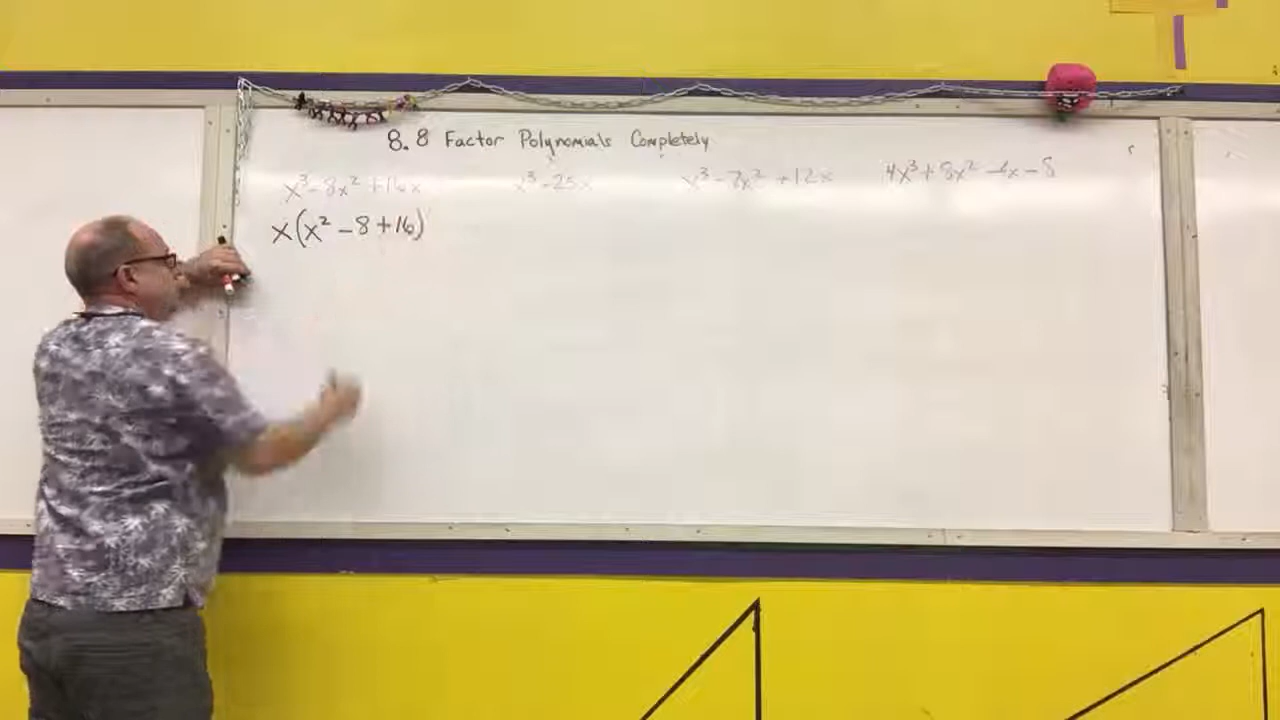 8.8 Factor Polynomials Completely
x³-8x²+16x x³-25x x³-7x²+12x 4x³+8x²-4x-8
x(x²-8+16)